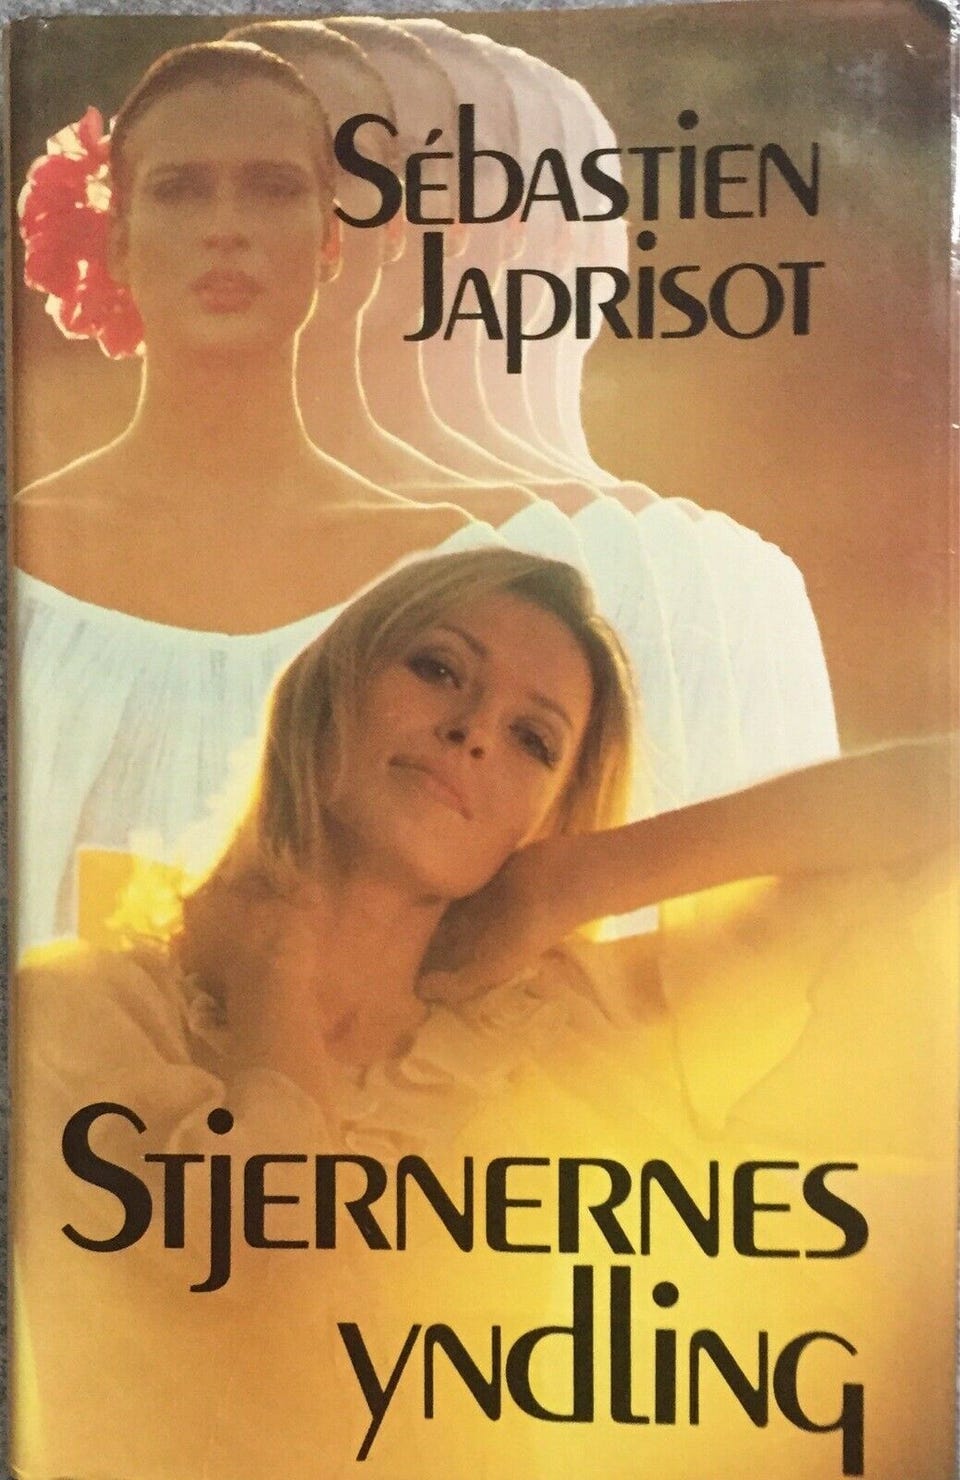 Sébastien
Japrisot
Stjernernes
yndling